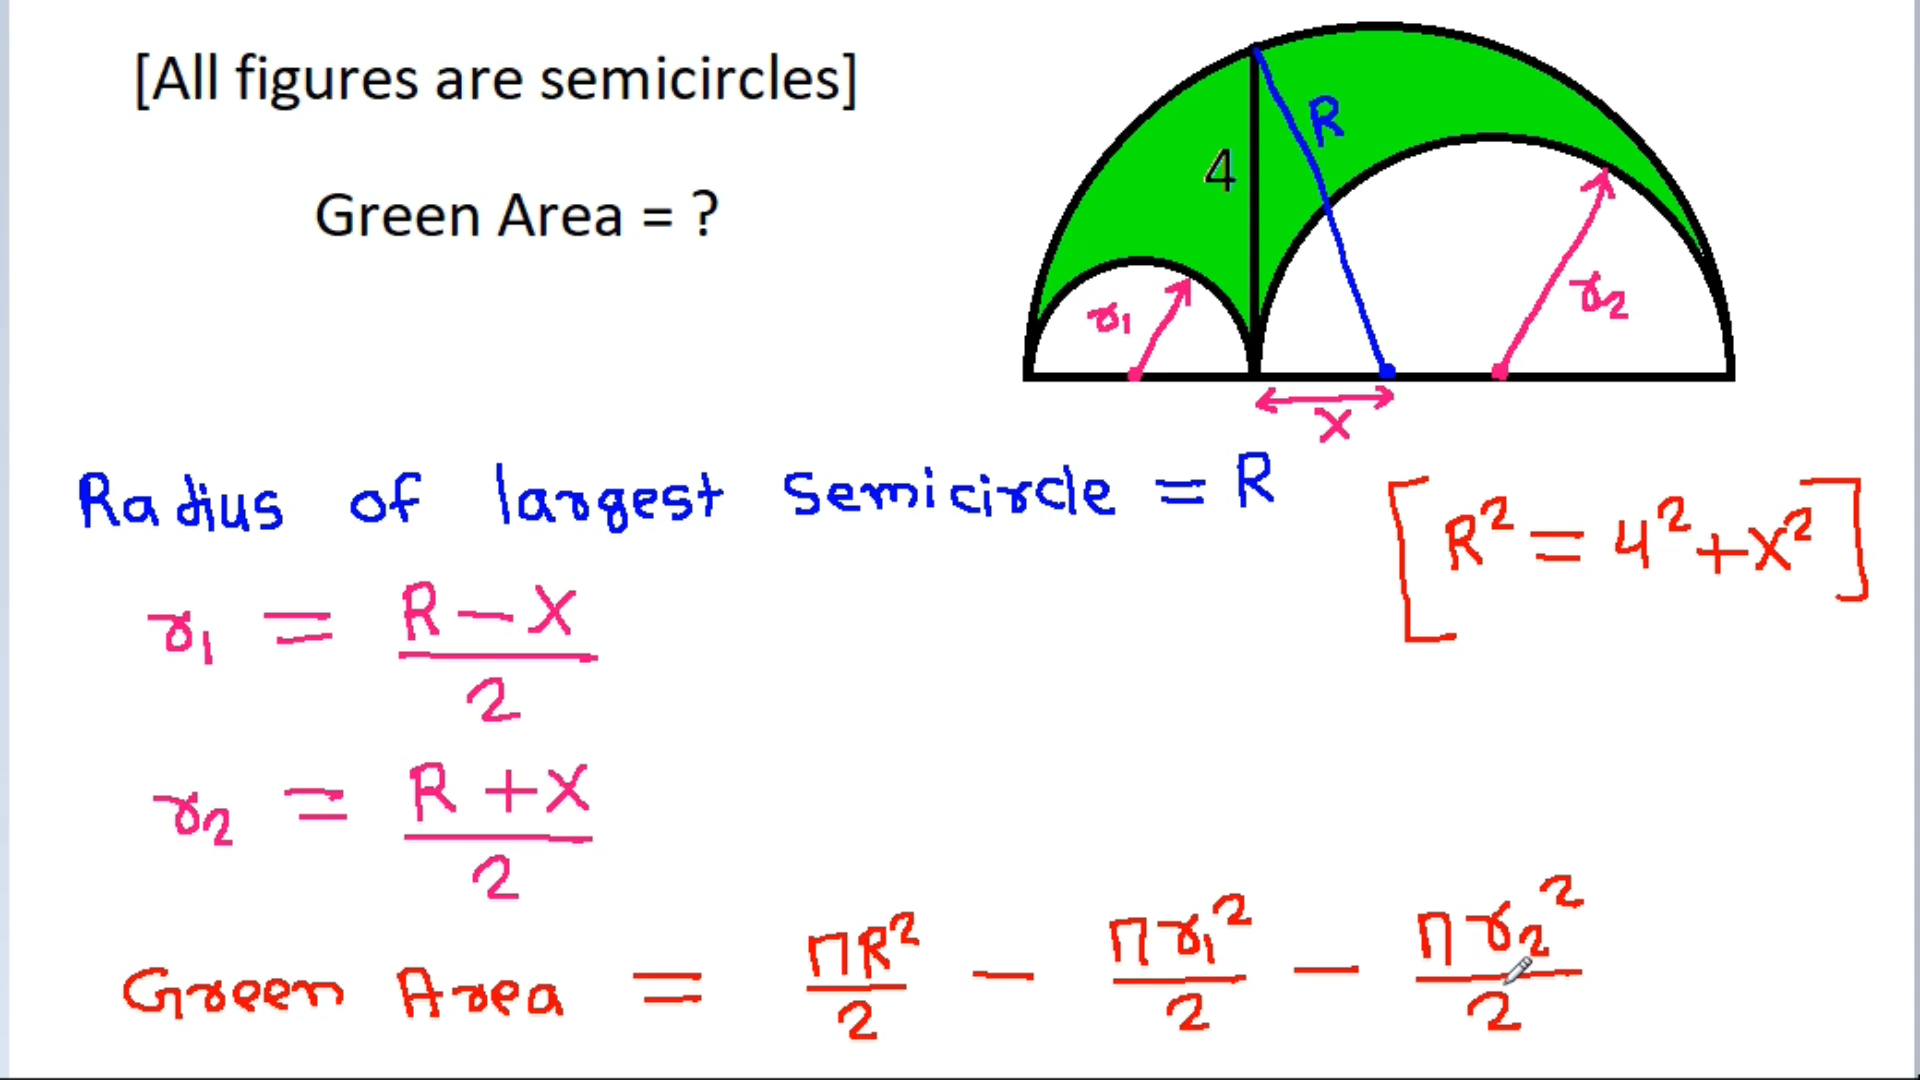 [All figures are semicircles]
Green Area = ?
4
R
r₁
r₂
x
Radius of largest Semicircle = R
[R² = 4² + x²]
r₁ = (R - x)/2
r₂ = (R + x)/2
Green Area = ΠR²/2 - Πr₁²/2 - Πr₂²/2